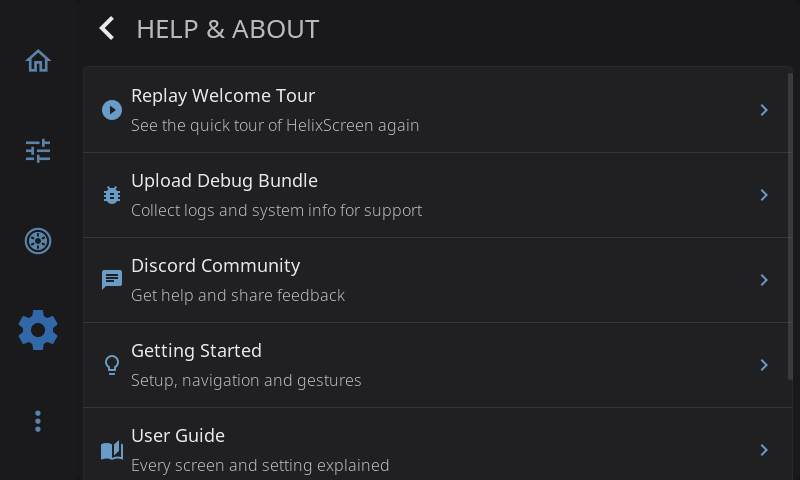 HELP & ABOUT
Replay Welcome Tour
See the quick tour of HelixScreen again
Upload Debug Bundle
Collect logs and system info for support
Discord Community
Get help and share feedback
Getting Started
Setup, navigation and gestures
User Guide
Every screen and setting explained